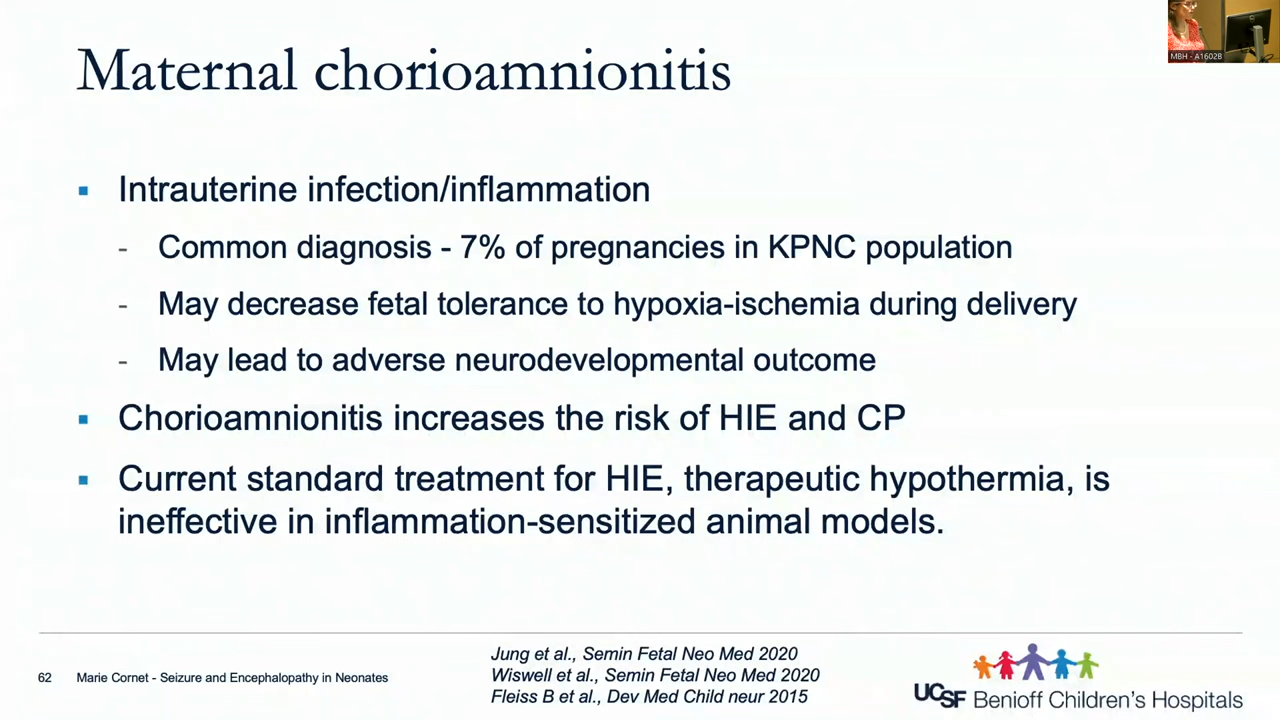 MBH - A1602B
Maternal chorioamnionitis
▪ Intrauterine infection/inflammation
- Common diagnosis - 7% of pregnancies in KPNC population
- May decrease fetal tolerance to hypoxia-ischemia during delivery
- May lead to adverse neurodevelopmental outcome
▪ Chorioamnionitis increases the risk of HIE and CP
▪ Current standard treatment for HIE, therapeutic hypothermia, is
ineffective in inflammation-sensitized animal models.
62 Marie Cornet - Seizure and Encephalopathy in Neonates
Jung et al., Semin Fetal Neo Med 2020
Wiswell et al., Semin Fetal Neo Med 2020
Fleiss B et al., Dev Med Child neur 2015
UCSF Benioff Children's Hospitals